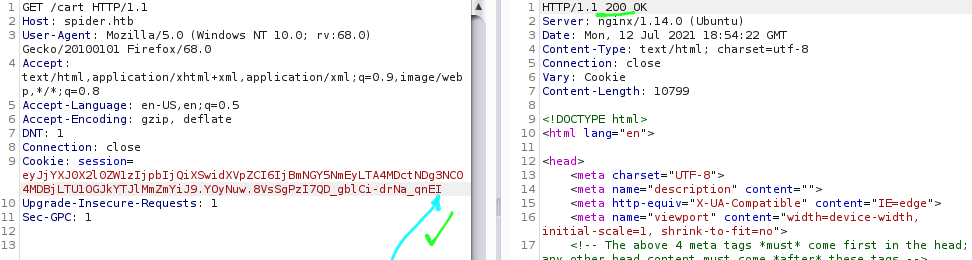 1 GET /cart HTTP/1.1
2 Host: spider.htb
3 User-Agent: Mozilla/5.0 (Windows NT 10.0; rv:68.0)
Gecko/20100101 Firefox/68.0
4 Accept:
text/html,application/xhtml+xml,application/xml;q=0.9,image/web
p,*/*;q=0.8
5 Accept-Language: en-US,en;q=0.5
6 Accept-Encoding: gzip, deflate
7 DNT: 1
8 Connection: close
9 Cookie: session=
eyJjYXJ0X2l0ZW1zIjpbIjQiXSwidXVpZCI6IjBmNGY5NmEyLTA4MDctNDg3NC0
4MDBjLTU1OGJkYTJlMmZmYiJ9.YOyNuw.8VsSgPzI7QD_gblCi-drNa_qnEI
10 Upgrade-Insecure-Requests: 1
11 Sec-GPC: 1
12
13
1 HTTP/1.1 200 OK
2 Server: nginx/1.14.0 (Ubuntu)
3 Date: Mon, 12 Jul 2021 18:54:22 GMT
4 Content-Type: text/html; charset=utf-8
5 Connection: close
6 Vary: Cookie
7 Content-Length: 10799
8
9 <!DOCTYPE html>
10 <html lang="en">
11
12 <head>
13 <meta charset="UTF-8">
14 <meta name="description" content="">
15 <meta http-equiv="X-UA-Compatible" content="IE=edge">
16 <meta name="viewport" content="width=device-width,
initial-scale=1, shrink-to-fit=no">
17 <!-- The above 4 meta tags *must* come first in the head;
any other head content must come *after* these tags -->